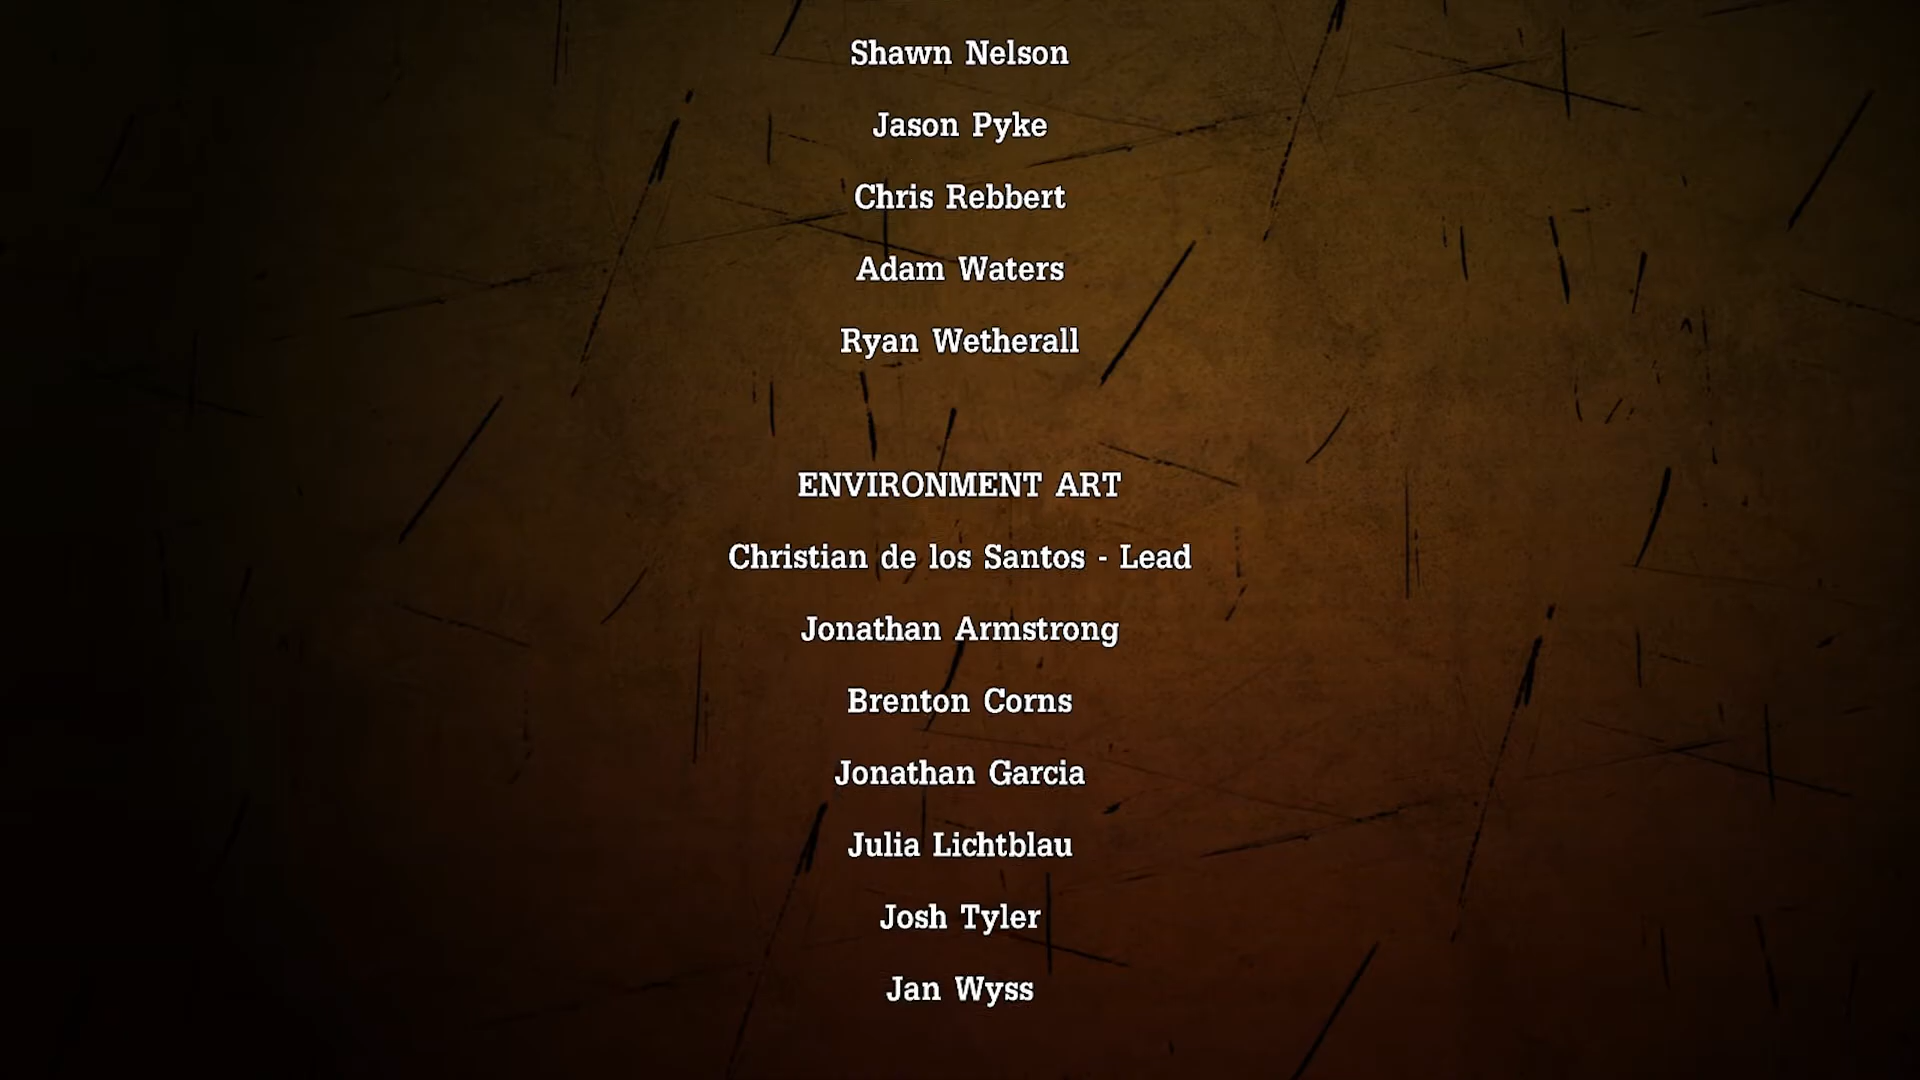 Shawn Nelson
Jason Pyke
Chris Rebbert
Adam Waters
Ryan Wetherall
ENVIRONMENT ART
Christian de los Santos - Lead
Jonathan Armstrong
Brenton Corns
Jonathan Garcia
Julia Lichtblau
Josh Tyler
Jan Wyss